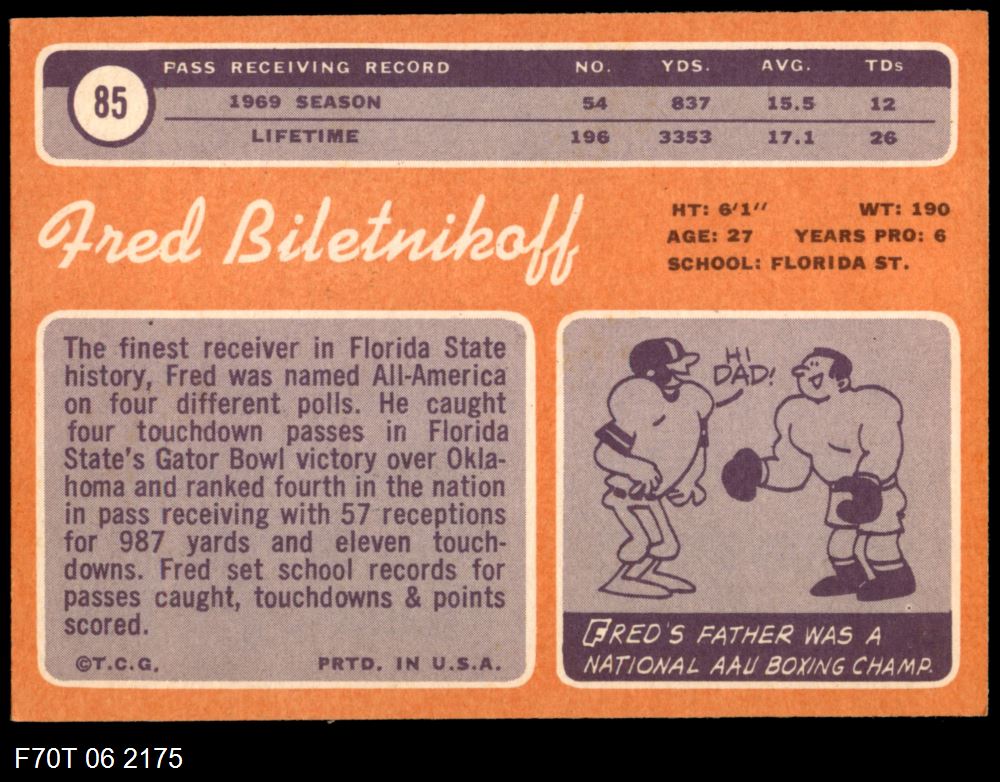 85
PASS RECEIVING RECORD NO. YDS. AVG. TDs
1969 SEASON 54 837 15.5 12
LIFETIME 196 3353 17.1 26
Fred Biletnikoff
HT: 6'1'' WT: 190
AGE: 27 YEARS PRO: 6
SCHOOL: FLORIDA ST.
The finest receiver in Florida State
history, Fred was named All-America
on four different polls. He caught
four touchdown passes in Florida
State's Gator Bowl victory over Okla-
homa and ranked fourth in the nation
in pass receiving with 57 receptions
for 987 yards and eleven touch-
downs. Fred set school records for
passes caught, touchdowns & points
scored.
©T.C.G. PRTD. IN U.S.A.
HI
DAD!
FRED'S FATHER WAS A
NATIONAL AAU BOXING CHAMP.
F70T 06 2175